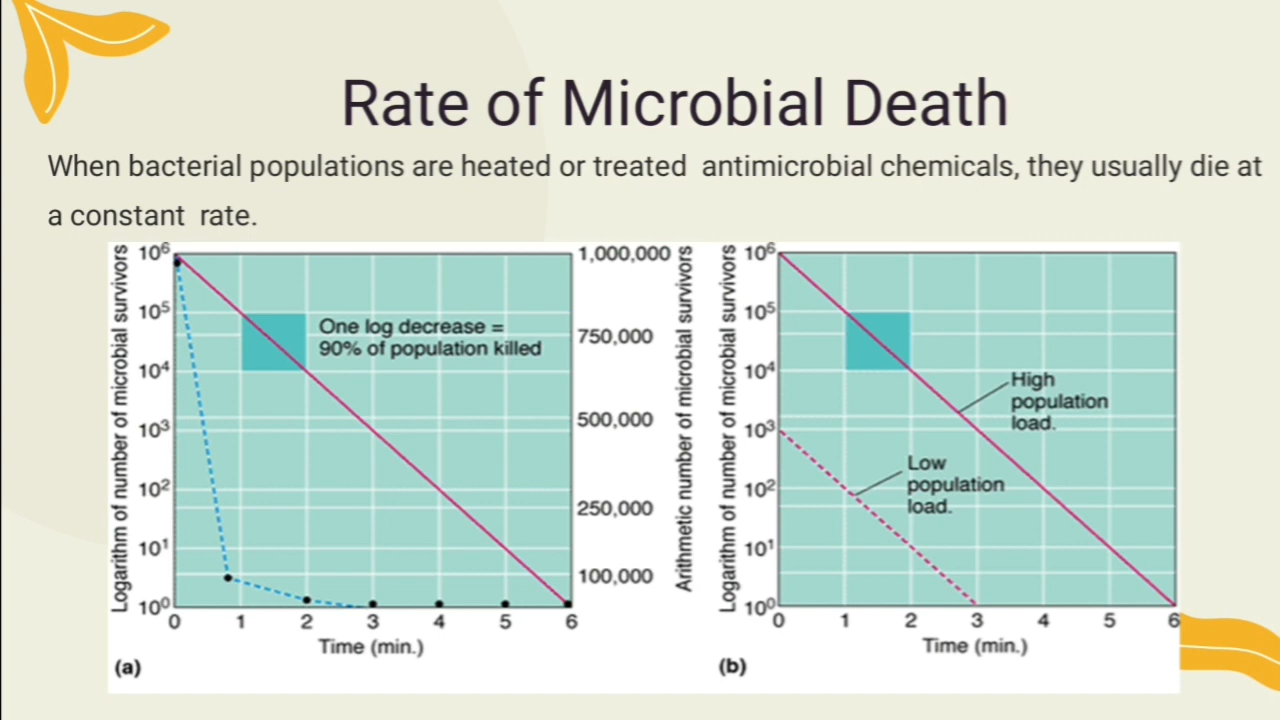 Rate of Microbial Death
When bacterial populations are heated or treated antimicrobial chemicals, they usually die at
a constant rate.
Logarithm of number of microbial survivors
10⁶
10⁵
10⁴
10³
10²
10¹
10⁰
One log decrease =
90% of population killed
1,000,000
750,000
500,000
250,000
100,000
Arithmetic number of microbial survivors
0 1 2 3 4 5 6
Time (min.)
(a)
Logarithm of number of microbial survivors
10⁶
10⁵
10⁴
10³
10²
10¹
10⁰
High
population
load.
Low
population
load.
0 1 2 3 4 5 6
Time (min.)
(b)